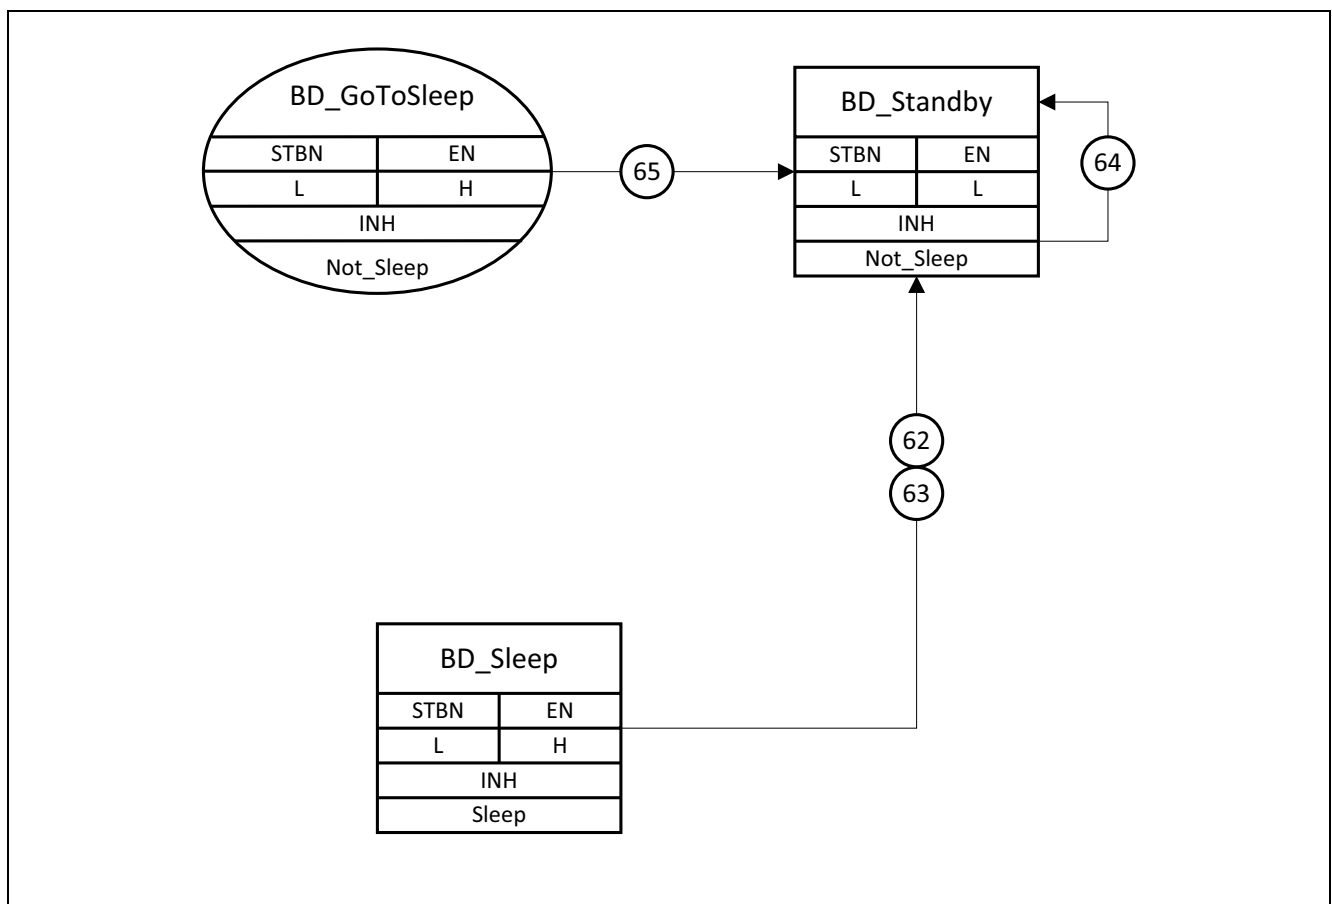 BD_GoToSleep
STBN EN
L H
INH
Not_Sleep
65
BD_Standby
STBN EN
L L
INH
Not_Sleep
64
62
63
BD_Sleep
STBN EN
L H
INH
Sleep